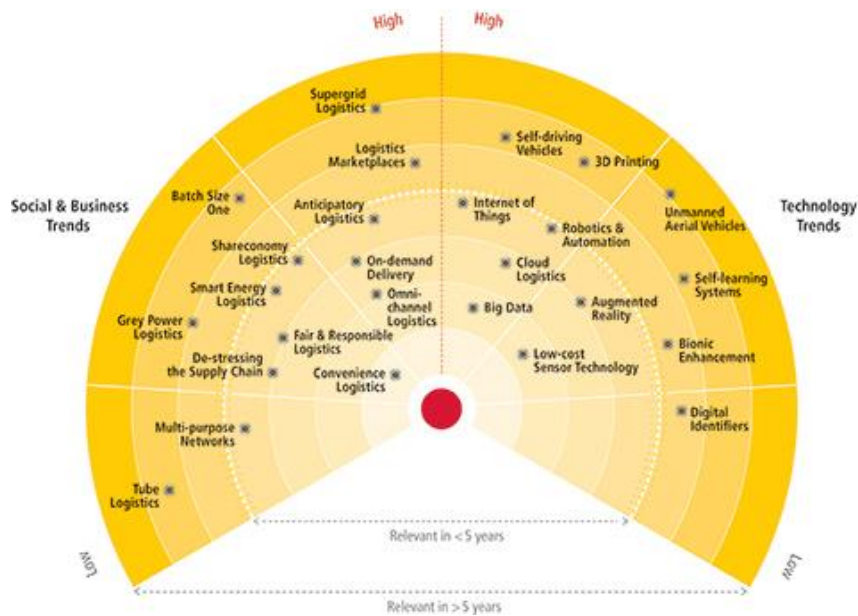 High
High
Supergrid
Logistics
Self-driving
Vehicles
Logistics
Marketplaces
3D Printing
Social & Business
Trends
Batch Size
One
Anticipatory
Logistics
Internet of
Things
Unmanned
Aerial Vehicles
Technology
Trends
Robotics &
Automation
Shareconomy
Logistics
On-demand
Delivery
Cloud
Logistics
Self-learning
Systems
Smart Energy
Logistics
Omni-
channel
Logistics
Big Data
Augmented
Reality
Grey Power
Logistics
Fair & Responsible
Logistics
Bionic
Enhancement
De-stressing
the Supply Chain
Convenience
Logistics
Low-cost
Sensor Technology
Digital
Identifiers
Multi-purpose
Networks
Tube
Logistics
Relevant in < 5 years
Low
Low
Relevant in > 5 years